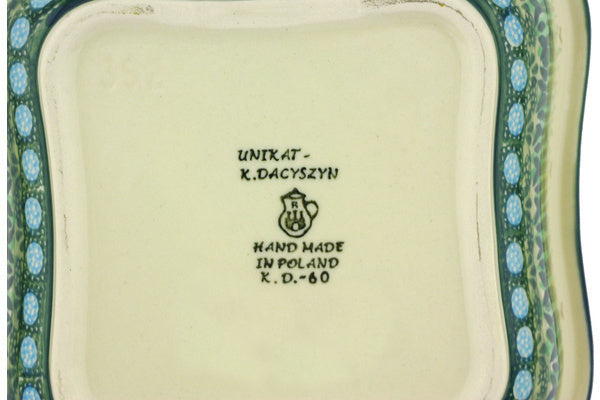 UNIKAT -
K.DACYSZYN
R
HAND MADE
IN POLAND
K. D.-60